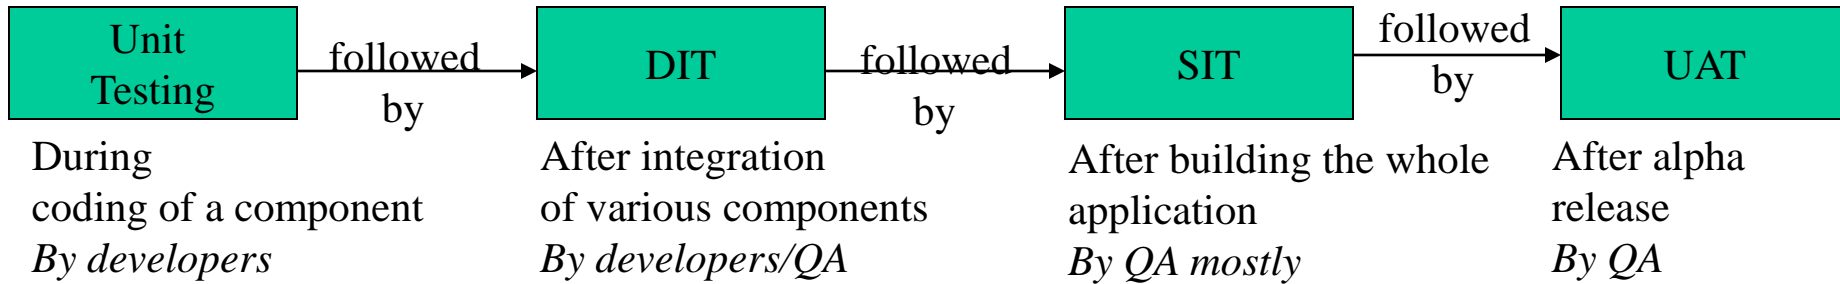 Unit
Testing
followed
by
DIT
followed
by
SIT
followed
by
UAT
During
coding of a component
By developers
After integration
of various components
By developers/QA
After building the whole
application
By QA mostly
After alpha
release
By QA